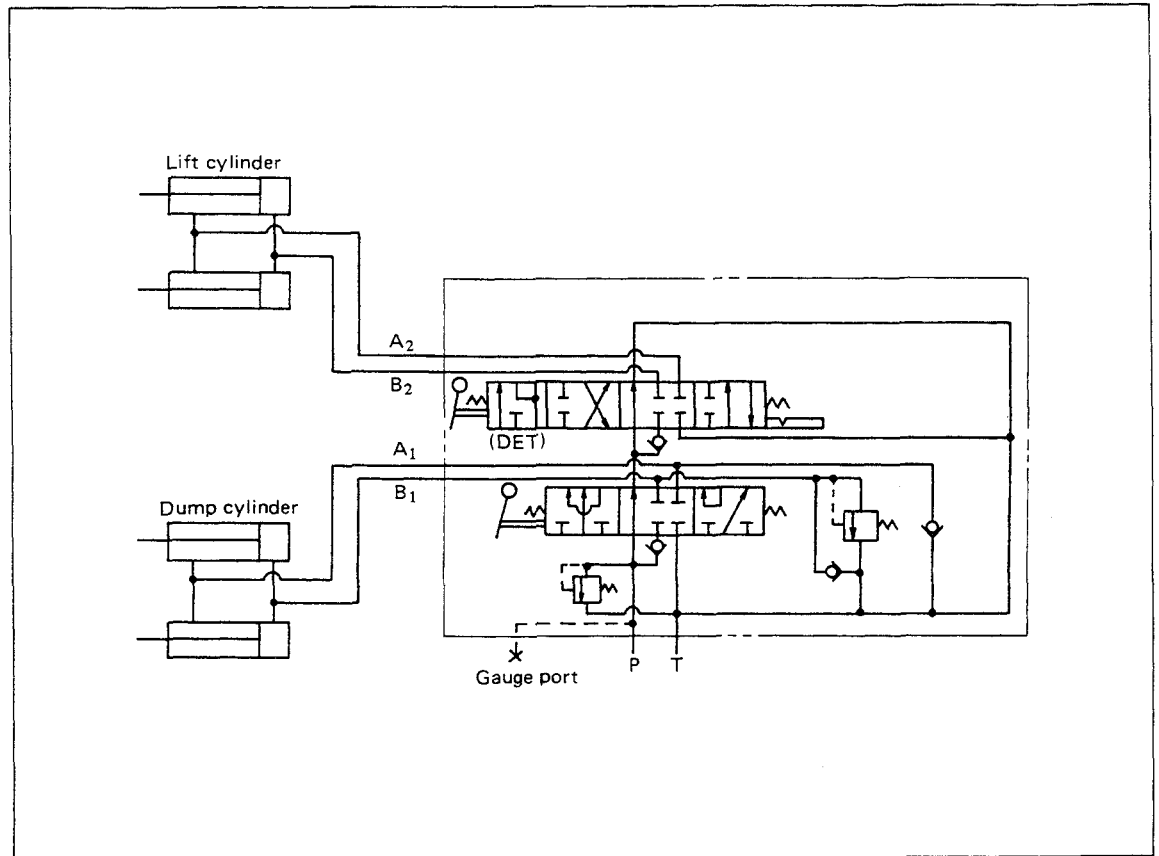 Lift cylinder
A2
B2
(DET)
A1
B1
Dump cylinder
P T
Gauge port